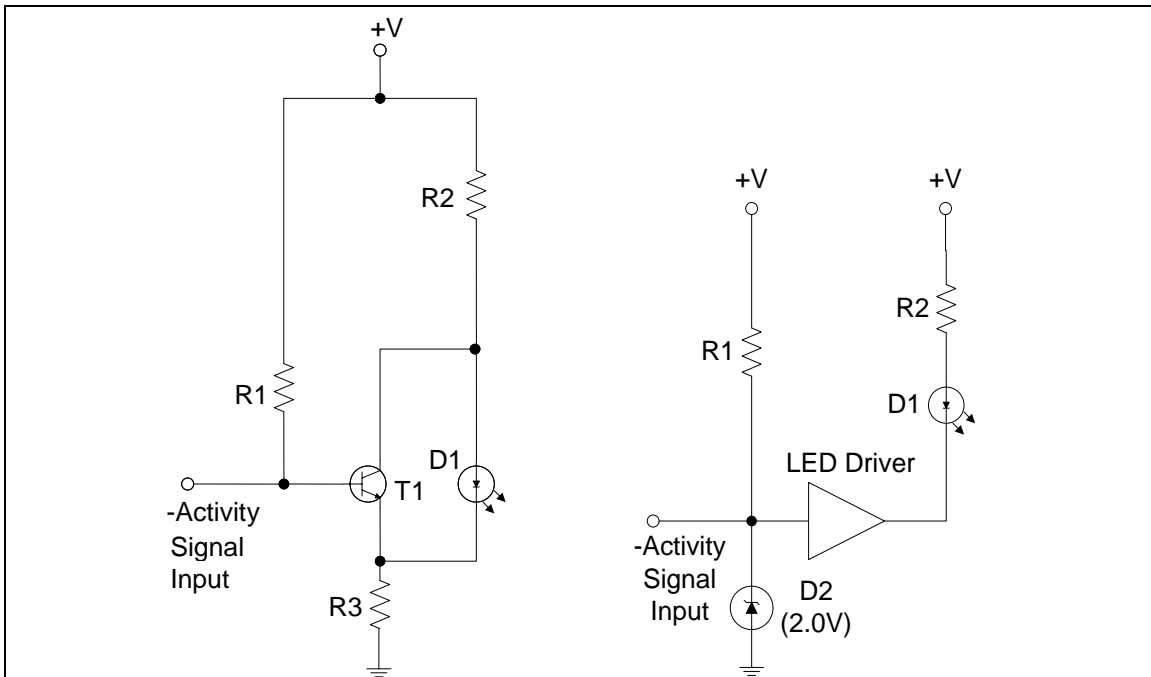 +V
R2
R1
T1
D1
-Activity
Signal
Input
R3
+V
+V
R1
R2
D1
LED Driver
-Activity
Signal
Input
D2
(2.0V)